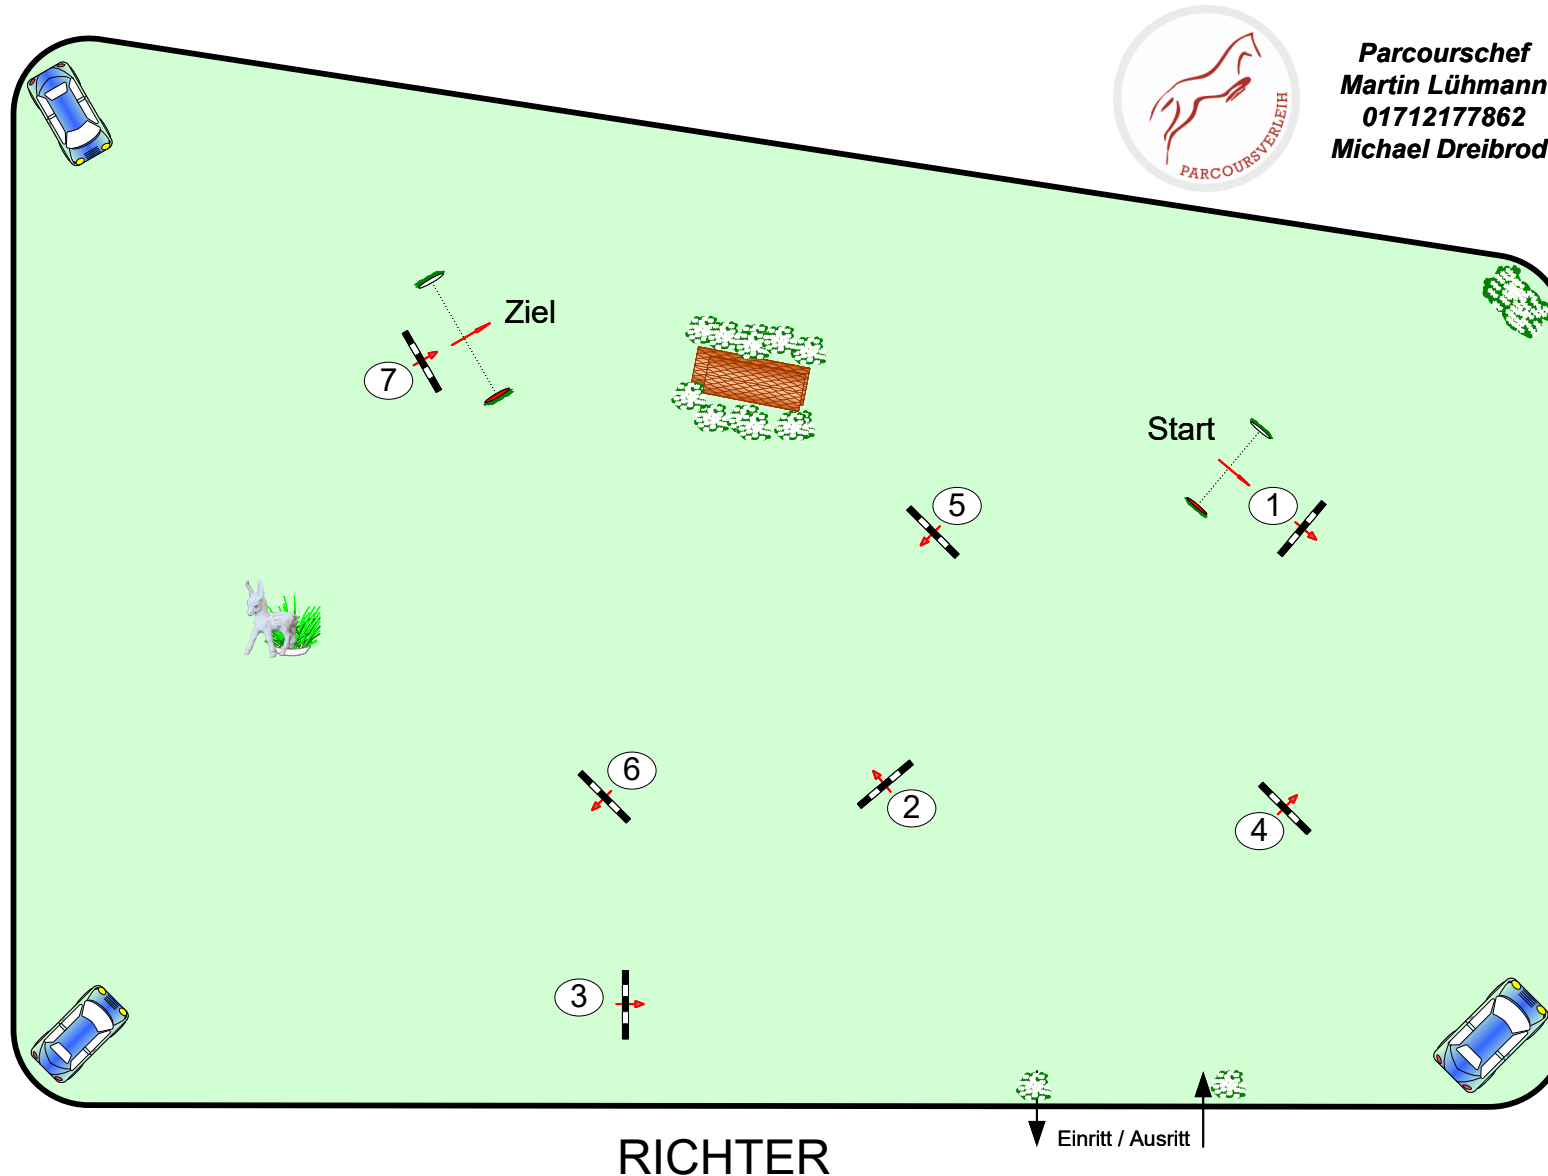 Parcourschef
Martin Lühmann
01712177862
Michael Dreibrod
PARCOURSVERLEIH
Ziel
7
Start
5
1
6
2
4
3
Einritt / Ausritt
RICHTER